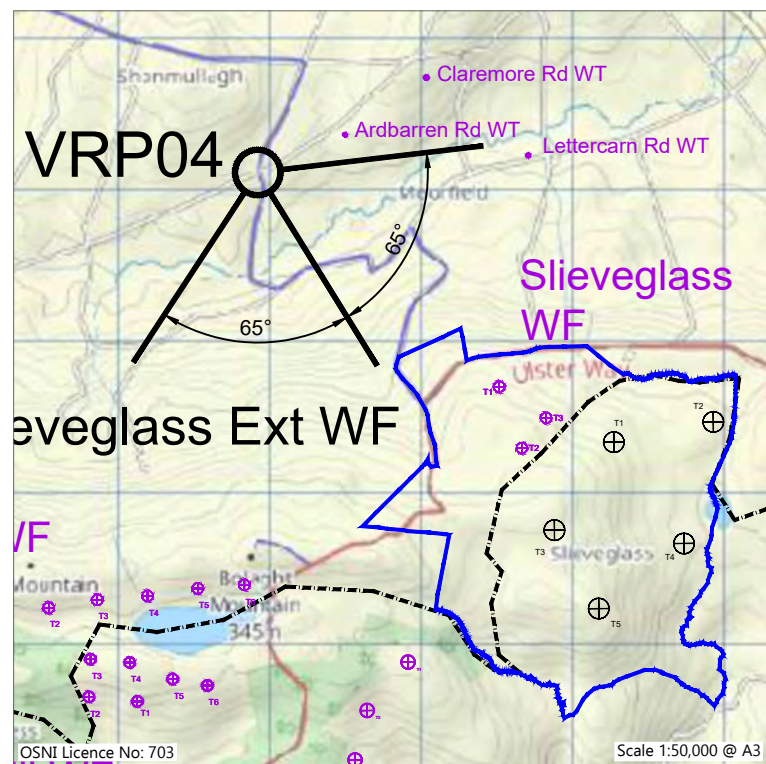 Shanmullagh
Claremore Rd WT
Ardbarren Rd WT
VRP04
Lettercarn Rd WT
Moorfield
65°
65°
Slieveglass
WF
Ulster Way
T1
T3
T2
T1
T2
eveglass Ext WF
T3
Slieveglass
T4
T5
WF
Mountain
Bolaght
Mountain
345m
T2
T3
T4
T5
T3
T4
T5
T6
T2
T1
OSNI Licence No: 703
Scale 1:50,000 @ A3